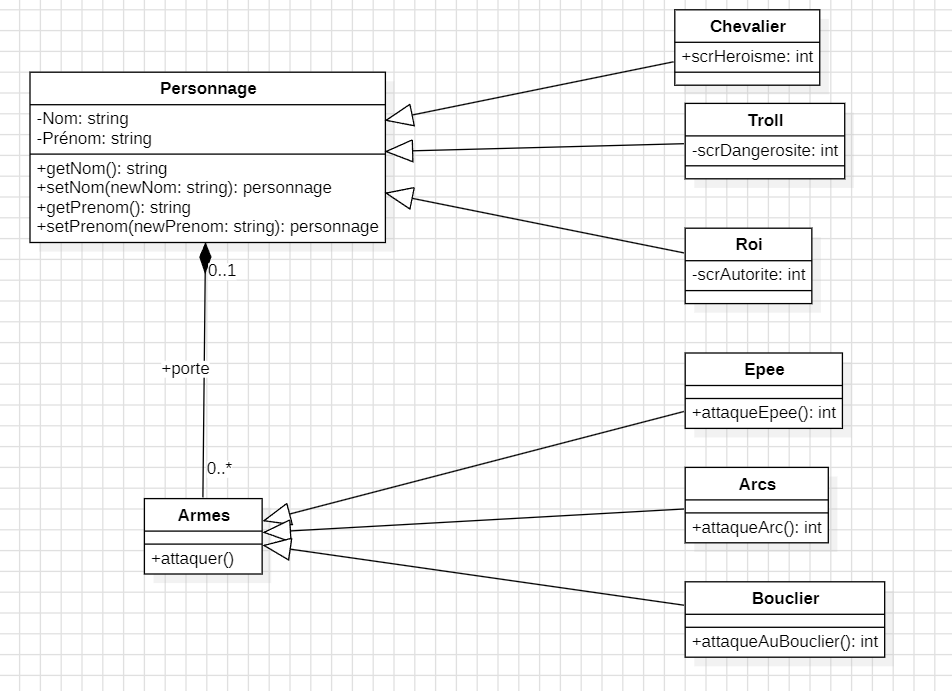 Personnage
-Nom: string
-Prénom: string
+getNom(): string
+setNom(newNom: string): personnage
+getPrenom(): string
+setPrenom(newPrenom: string): personnage
0..1
+porte
0..*
Armes
+attaquer()
Chevalier
+scrHeroisme: int
Troll
-scrDangerosite: int
Roi
-scrAutorite: int
Epee
+attaqueEpee(): int
Arcs
+attaqueArc(): int
Bouclier
+attaqueAuBouclier(): int